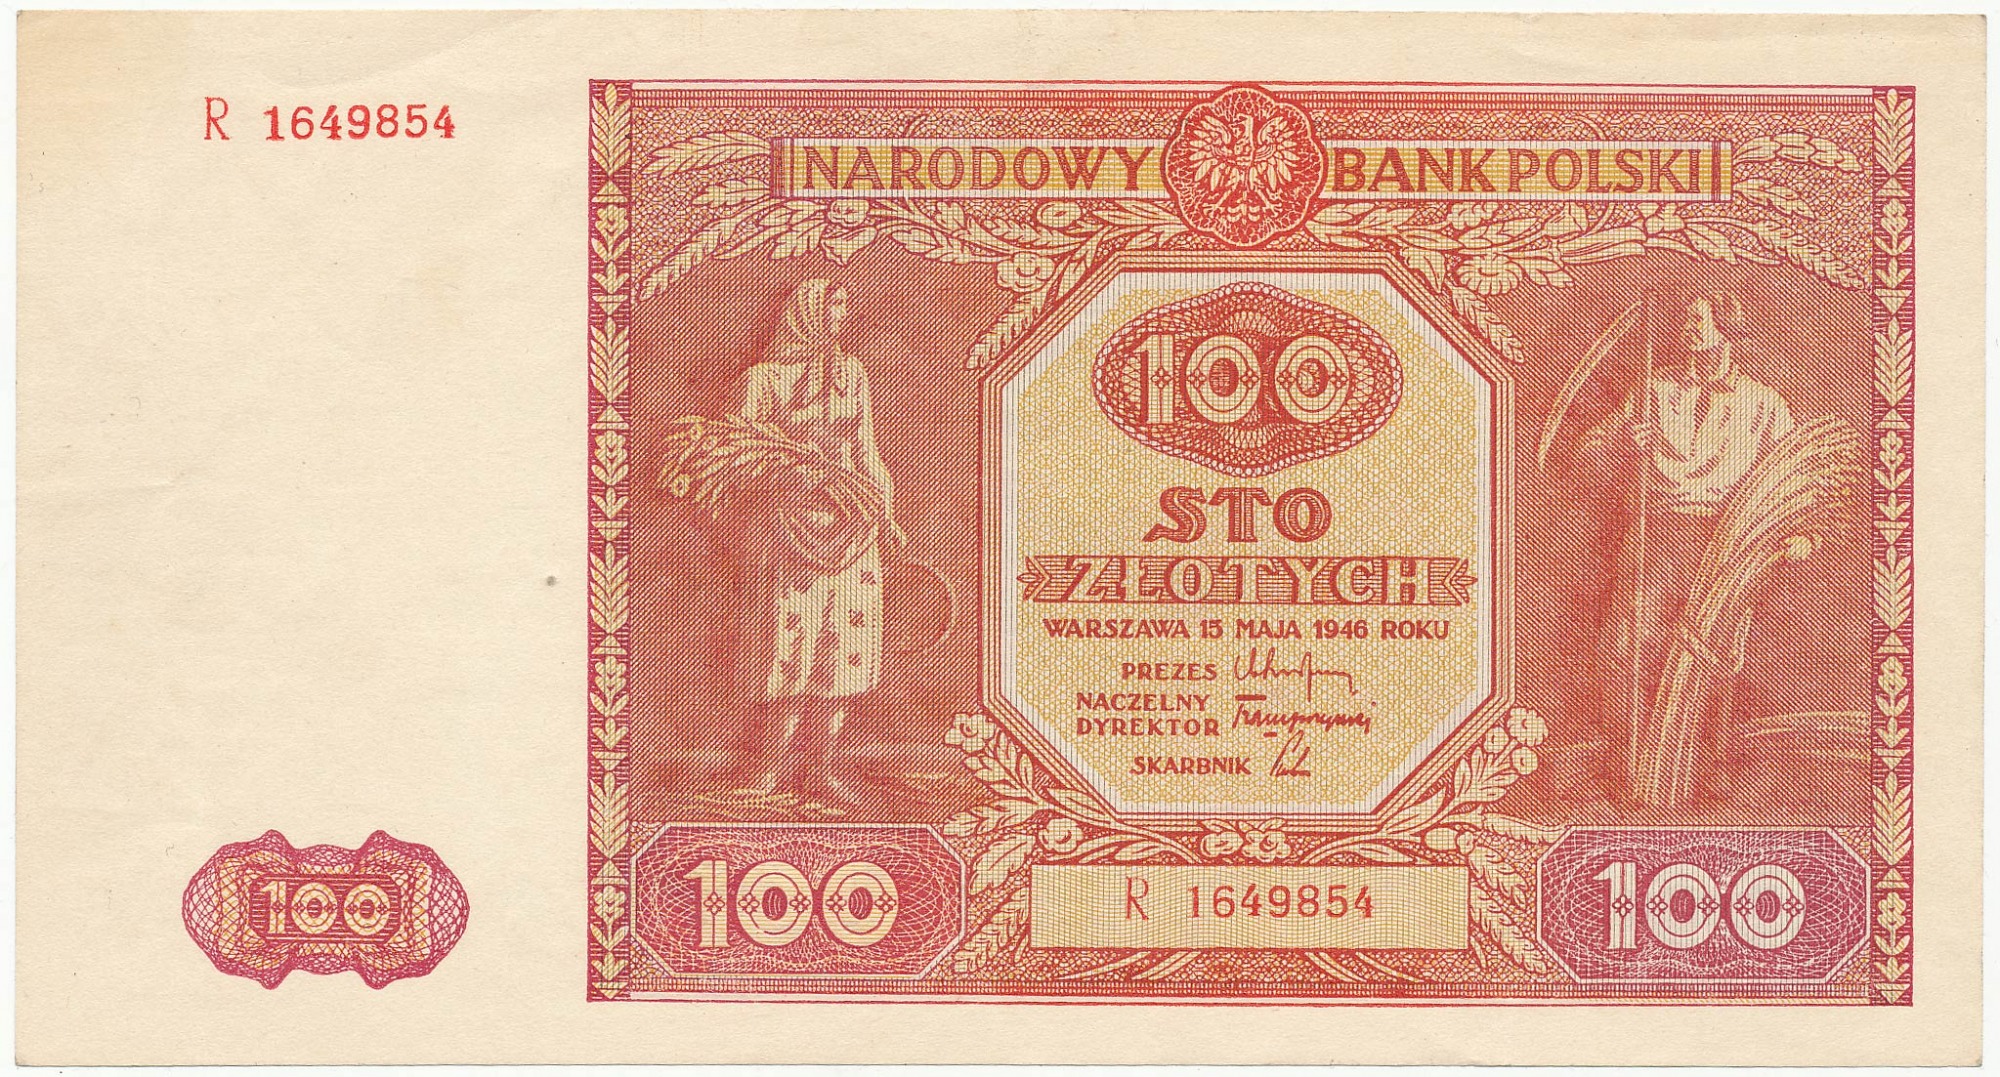 R 1649854
NARODOWY BANK POLSKI
100
STO
ZŁOTYCH
WARSZAWA 15 MAJA 1946 ROKU
PREZES
NACZELNY
DYREKTOR
SKARBNIK
100
100
R 1649854
100